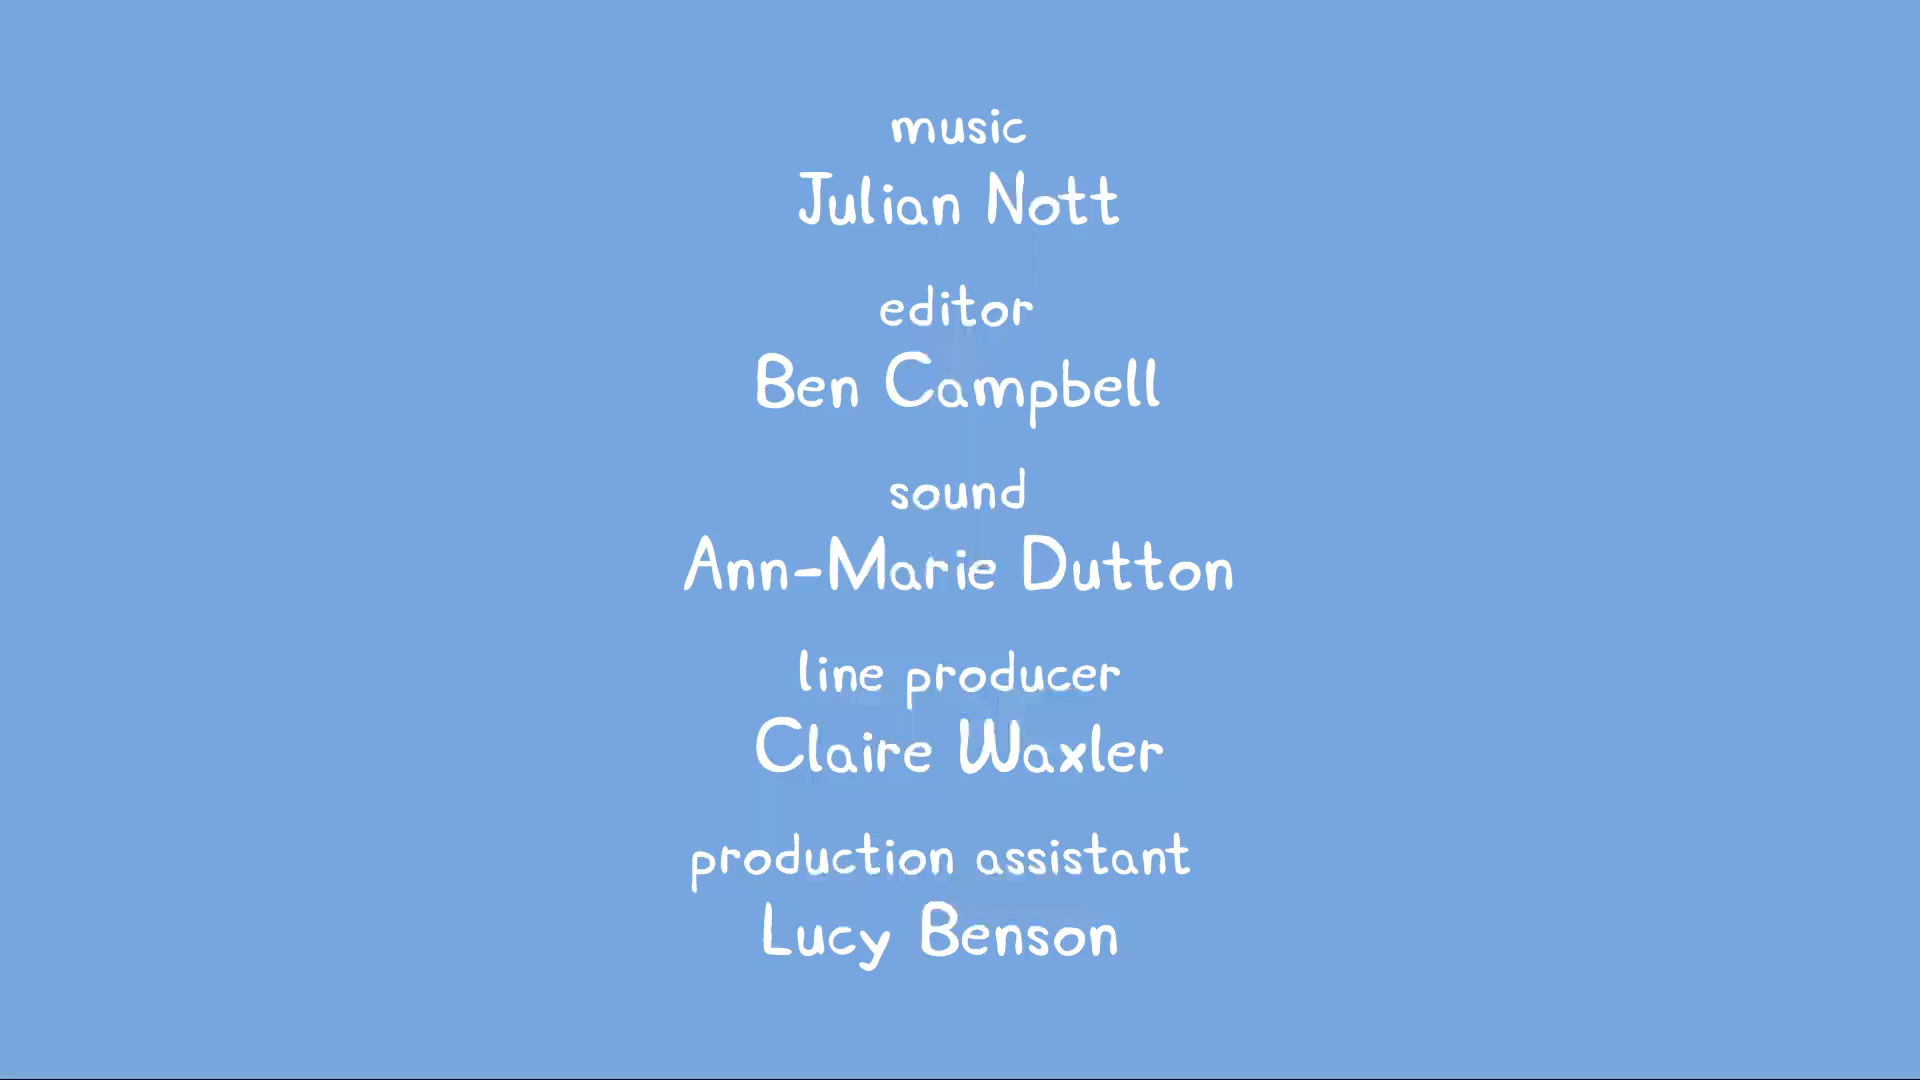 music
Julian Nott
editor
Ben Campbell
sound
Ann-Marie Dutton
line producer
Claire Waxler
production assistant
Lucy Benson